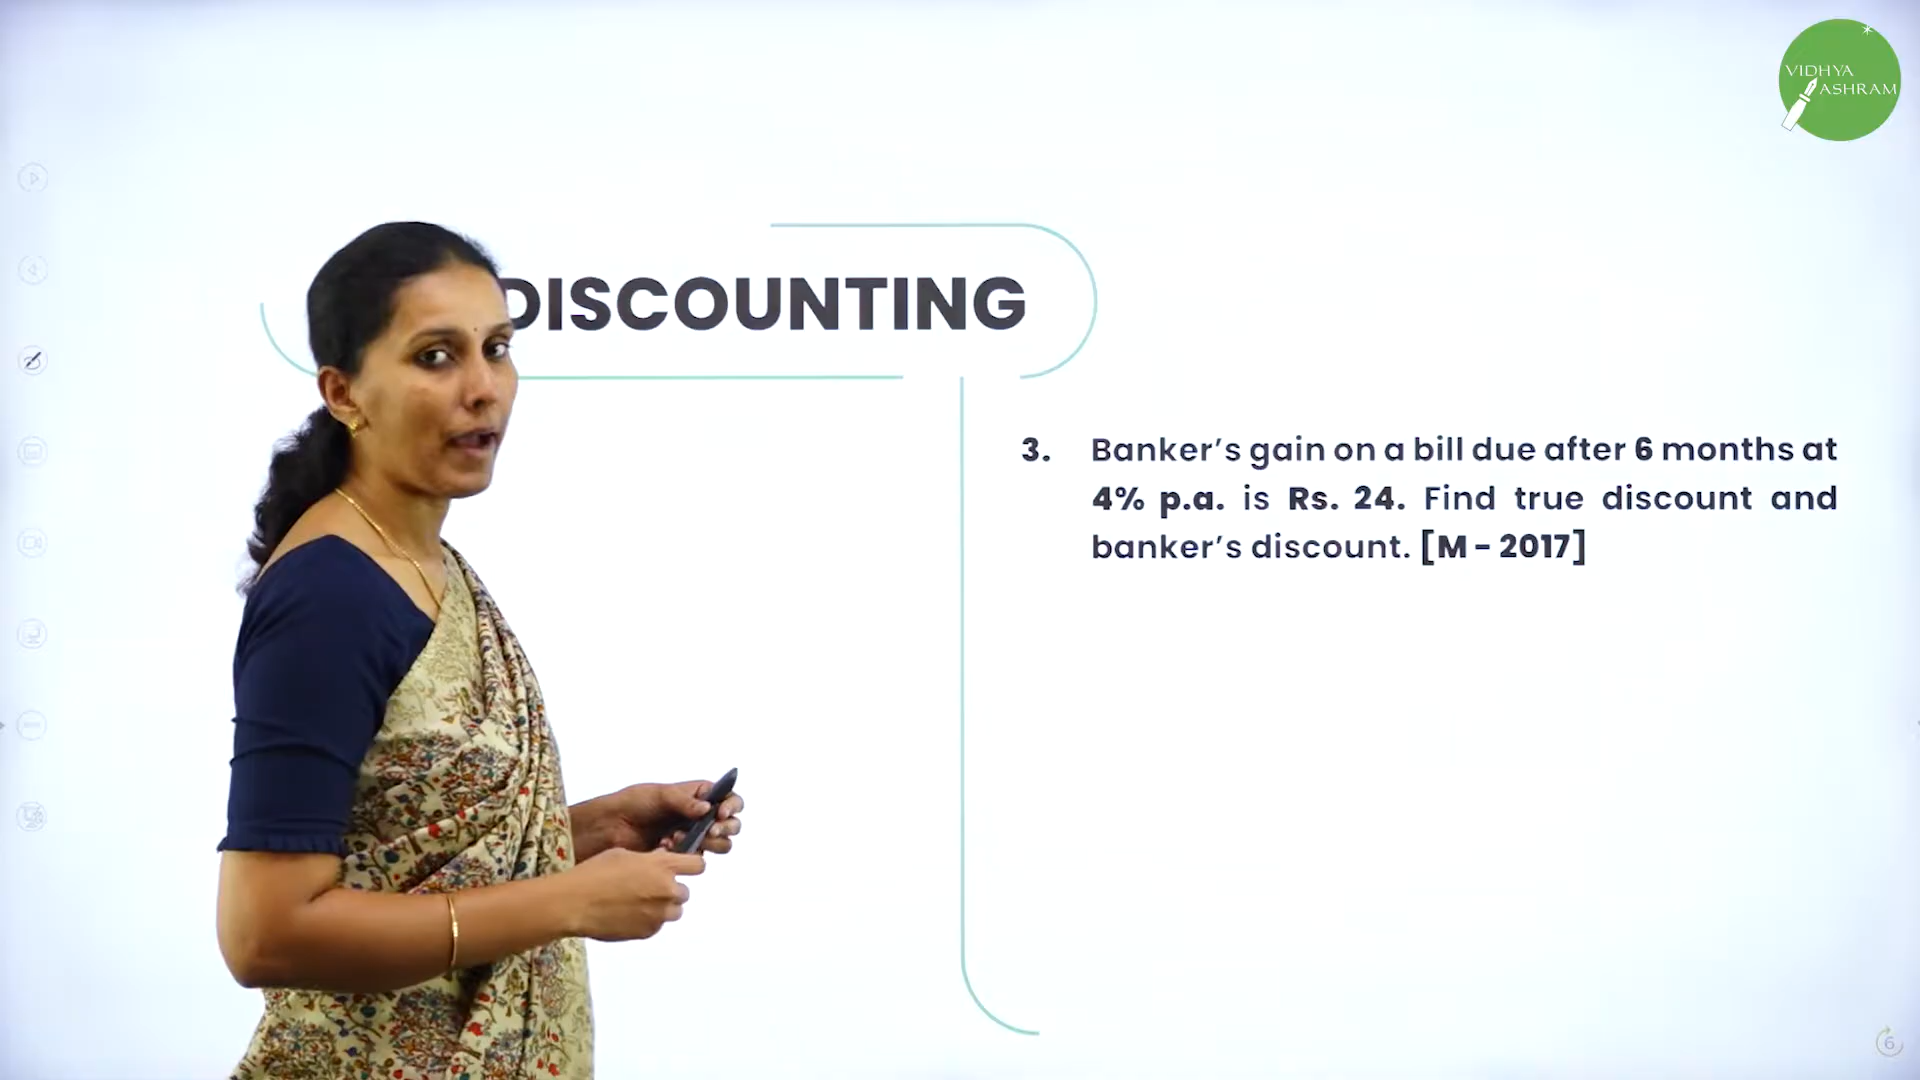 VIDHYA
ASHRAM
DISCOUNTING
3. Banker's gain on a bill due after 6 months at
4% p.a. is Rs. 24. Find true discount and
banker's discount. [M - 2017]
6